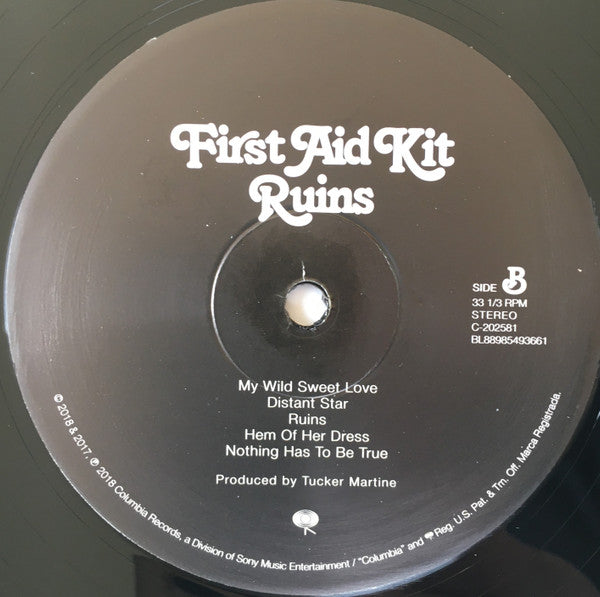 First Aid Kit
Ruins
SIDE B
33 1/3 RPM
STEREO
C-202581
BL88985493661
My Wild Sweet Love
Distant Star
Ruins
Hem Of Her Dress
Nothing Has To Be True
Produced by Tucker Martine
© 2018 & 2017, ℗ 2018 Columbia Records, a Division of Sony Music Entertainment / "Columbia" and Reg. U.S. Pat. & Tm. Off. Marca Registrada.